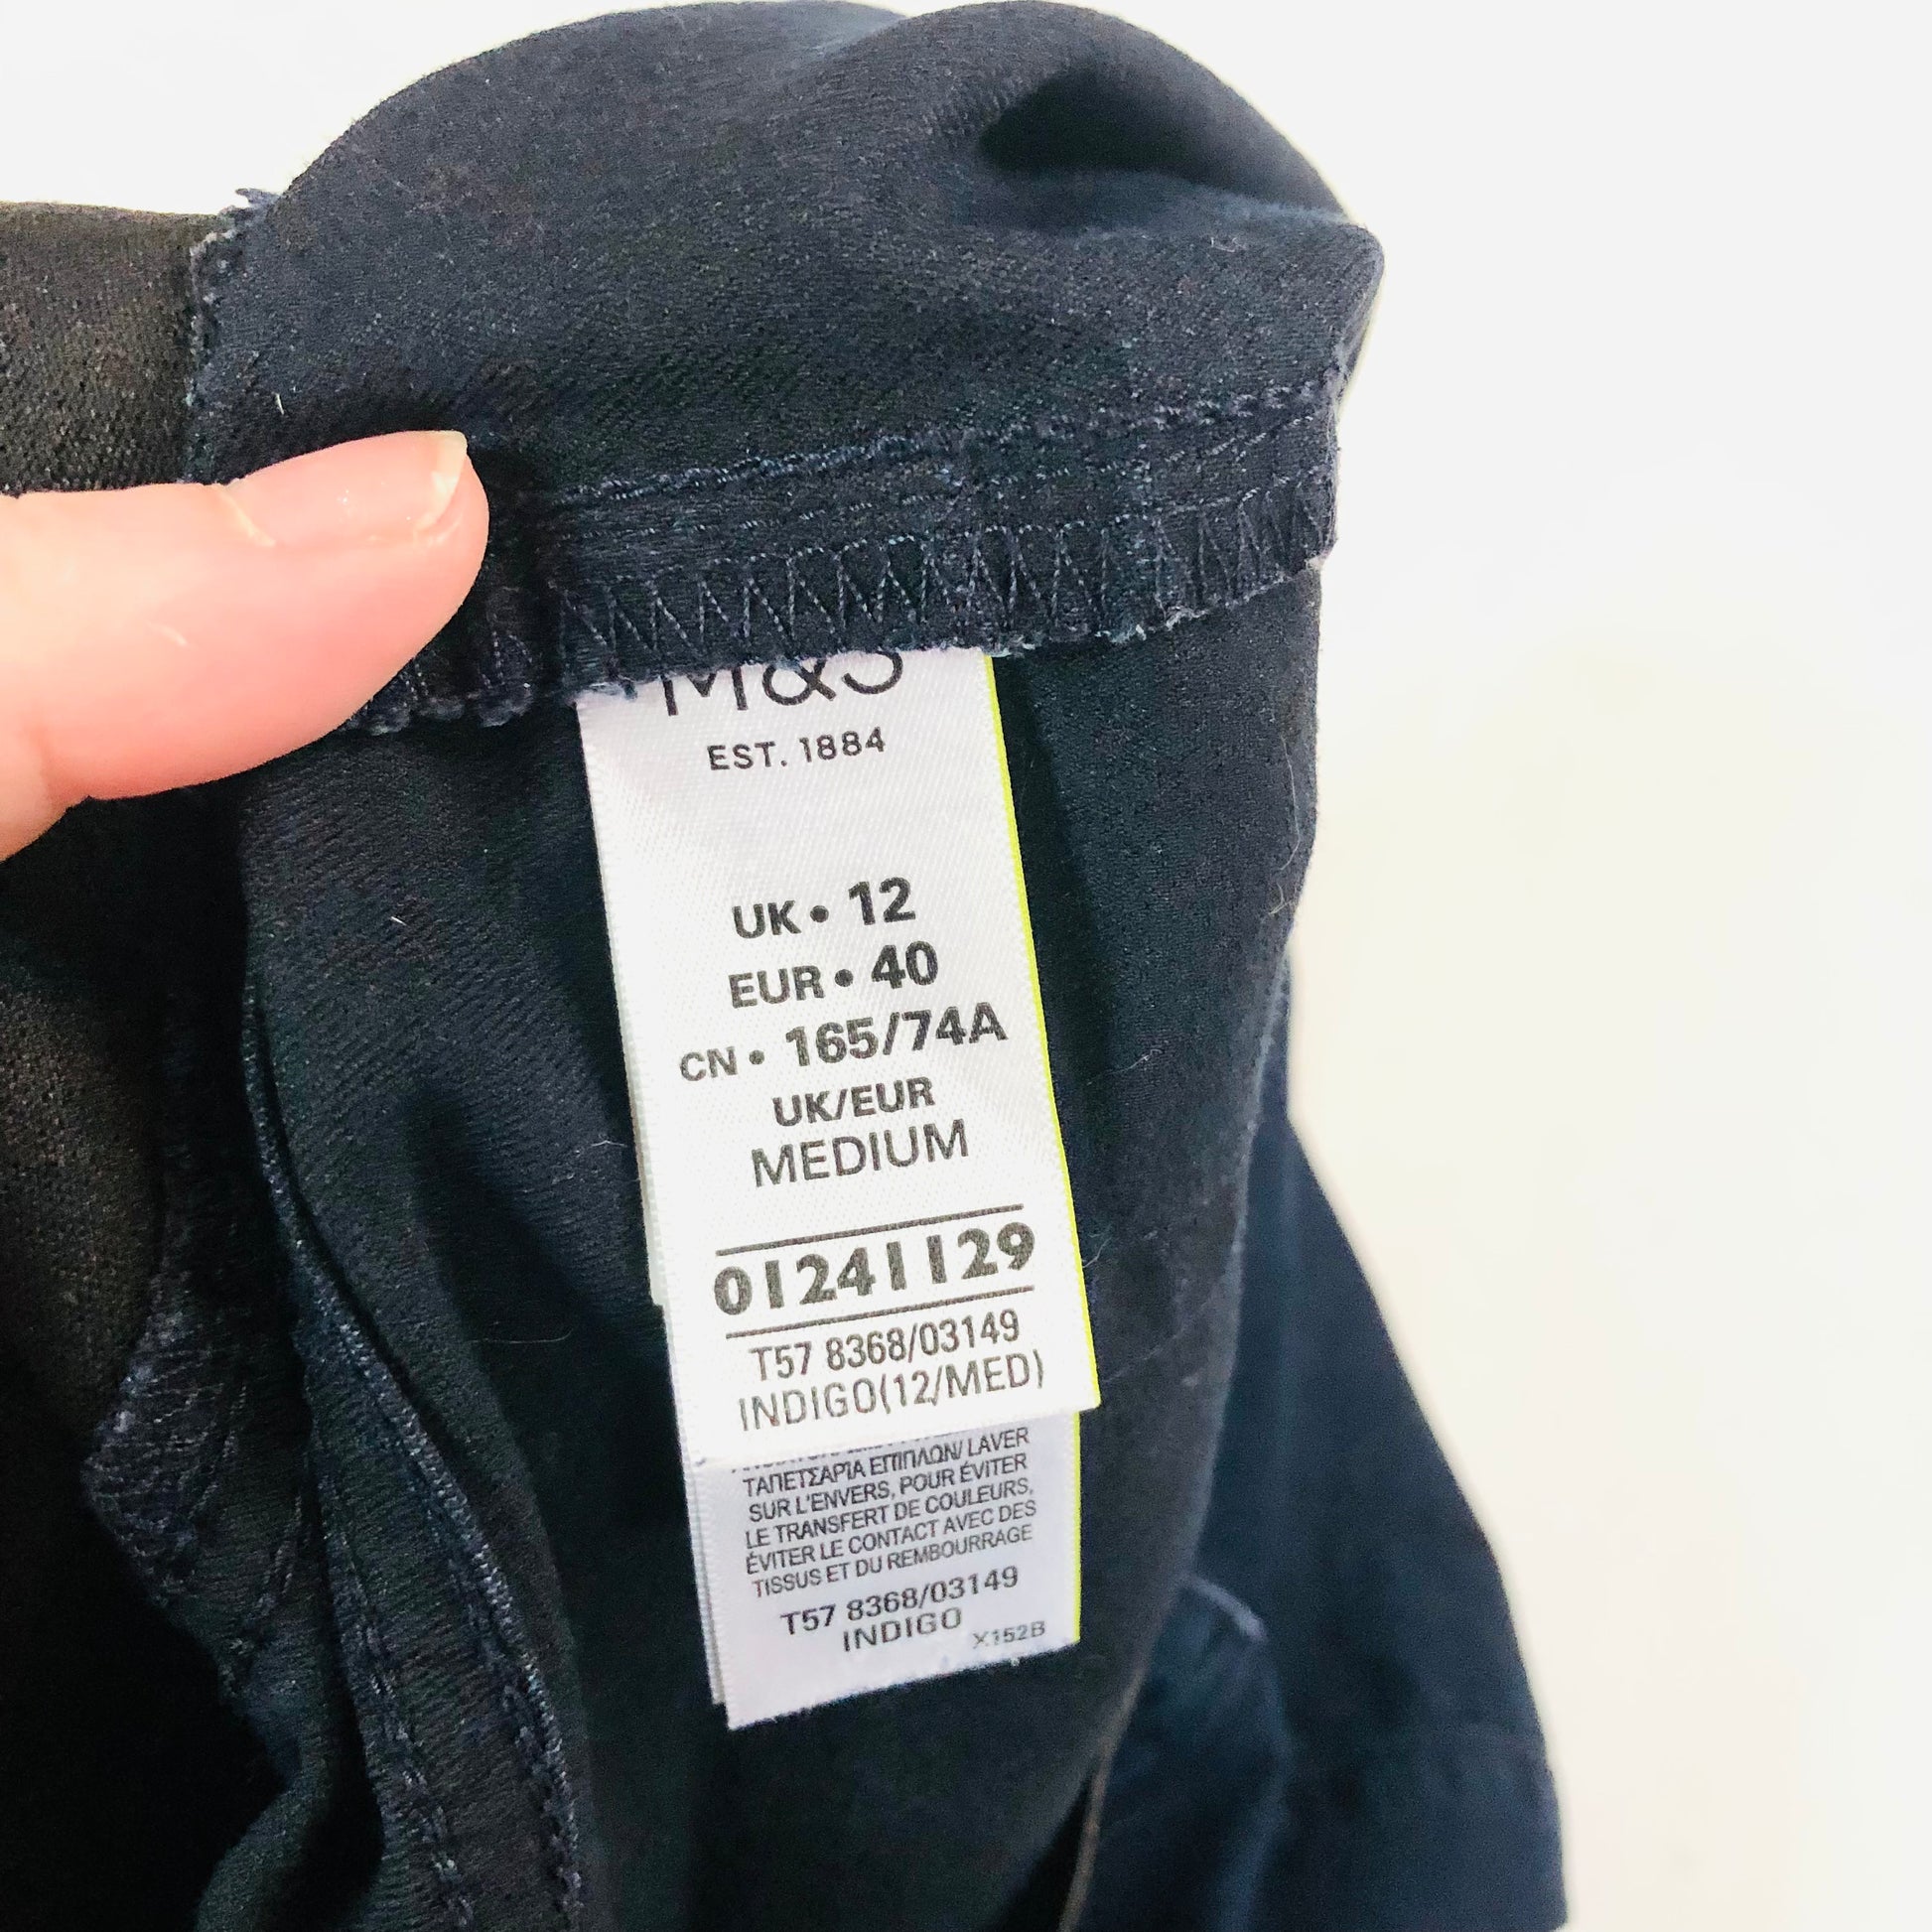 M&S
EST. 1884
UK • 12
EUR • 40
CN • 165/74A
UK/EUR
MEDIUM
01241129
T57 8368/03149
INDIGO(12/MED)
ΤΑΠΕΤΣΑΡΙΑ ΕΠΙΠΛΩΝ/ LAVER
SUR L'ENVERS, POUR ÉVITER
LE TRANSFERT DE COULEURS,
ÉVITER LE CONTACT AVEC DES
TISSUS ET DU REMBOURRAGE
T57 8368/03149
INDIGO
X152B